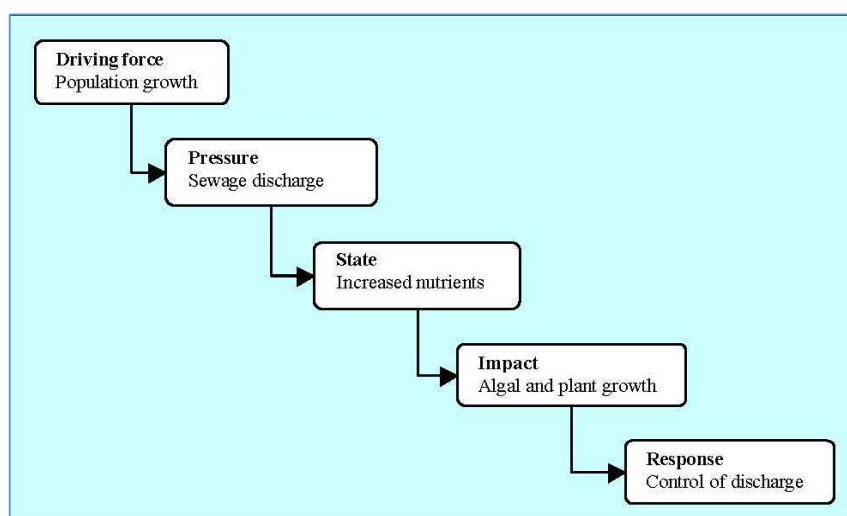 Driving force
Population growth
Pressure
Sewage discharge
State
Increased nutrients
Impact
Algal and plant growth
Response
Control of discharge